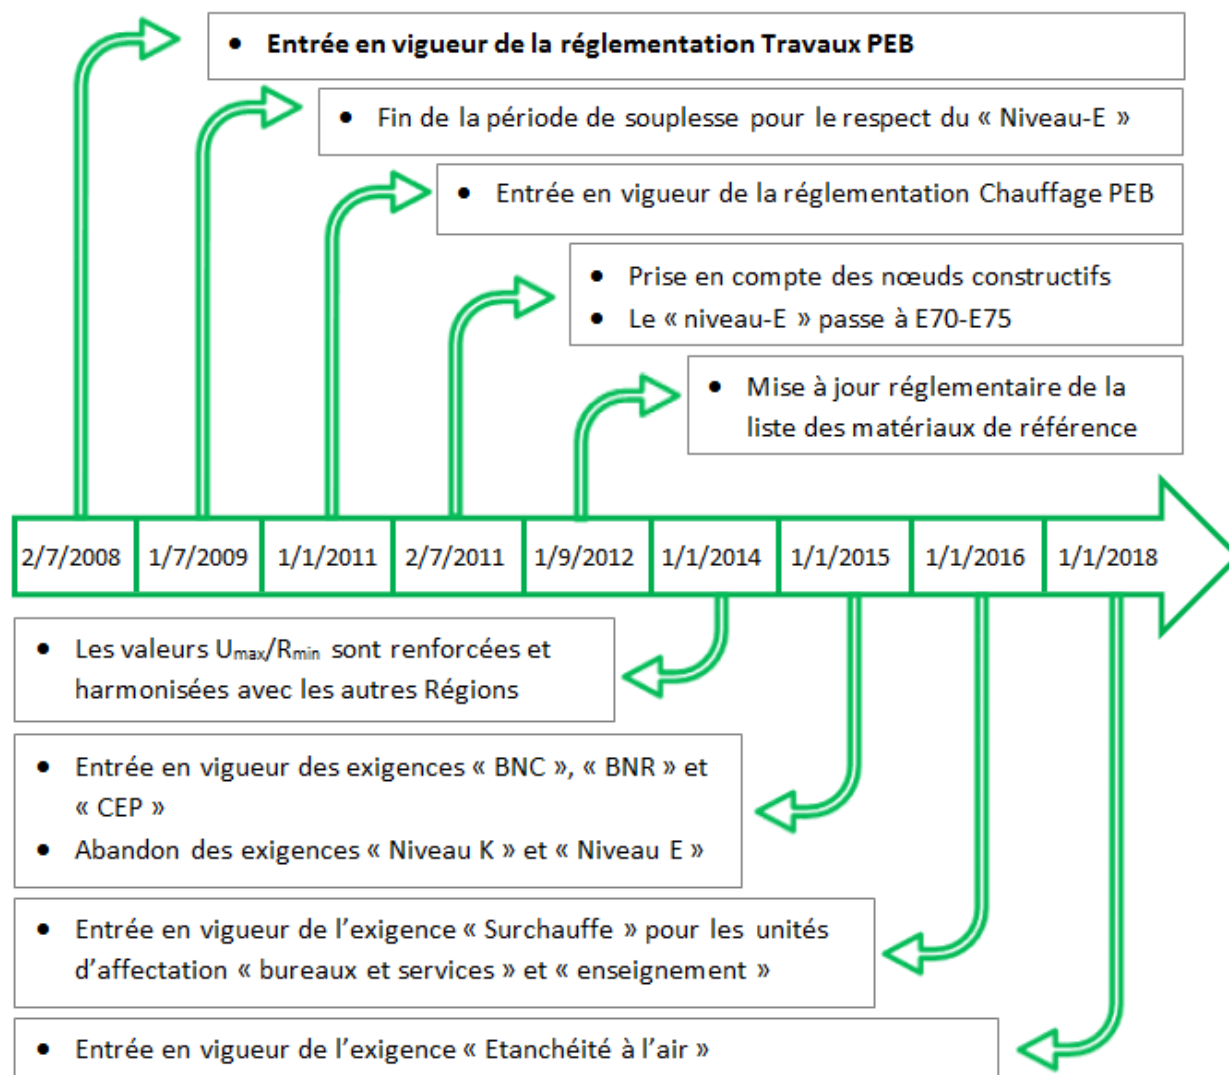 • Entrée en vigueur de la réglementation Travaux PEB
• Fin de la période de souplesse pour le respect du « Niveau-E »
• Entrée en vigueur de la réglementation Chauffage PEB
• Prise en compte des nœuds constructifs
• Le « niveau-E » passe à E70-E75
• Mise à jour réglementaire de la
liste des matériaux de référence
2/7/2008 1/7/2009 1/1/2011 2/7/2011 1/9/2012 1/1/2014 1/1/2015 1/1/2016 1/1/2018
• Les valeurs Umax/Rmin sont renforcées et
harmonisées avec les autres Régions
• Entrée en vigueur des exigences « BNC », « BNR » et
« CEP »
• Abandon des exigences « Niveau K » et « Niveau E »
• Entrée en vigueur de l’exigence « Surchauffe » pour les unités
d’affectation « bureaux et services » et « enseignement »
• Entrée en vigueur de l’exigence « Etanchéité à l’air »